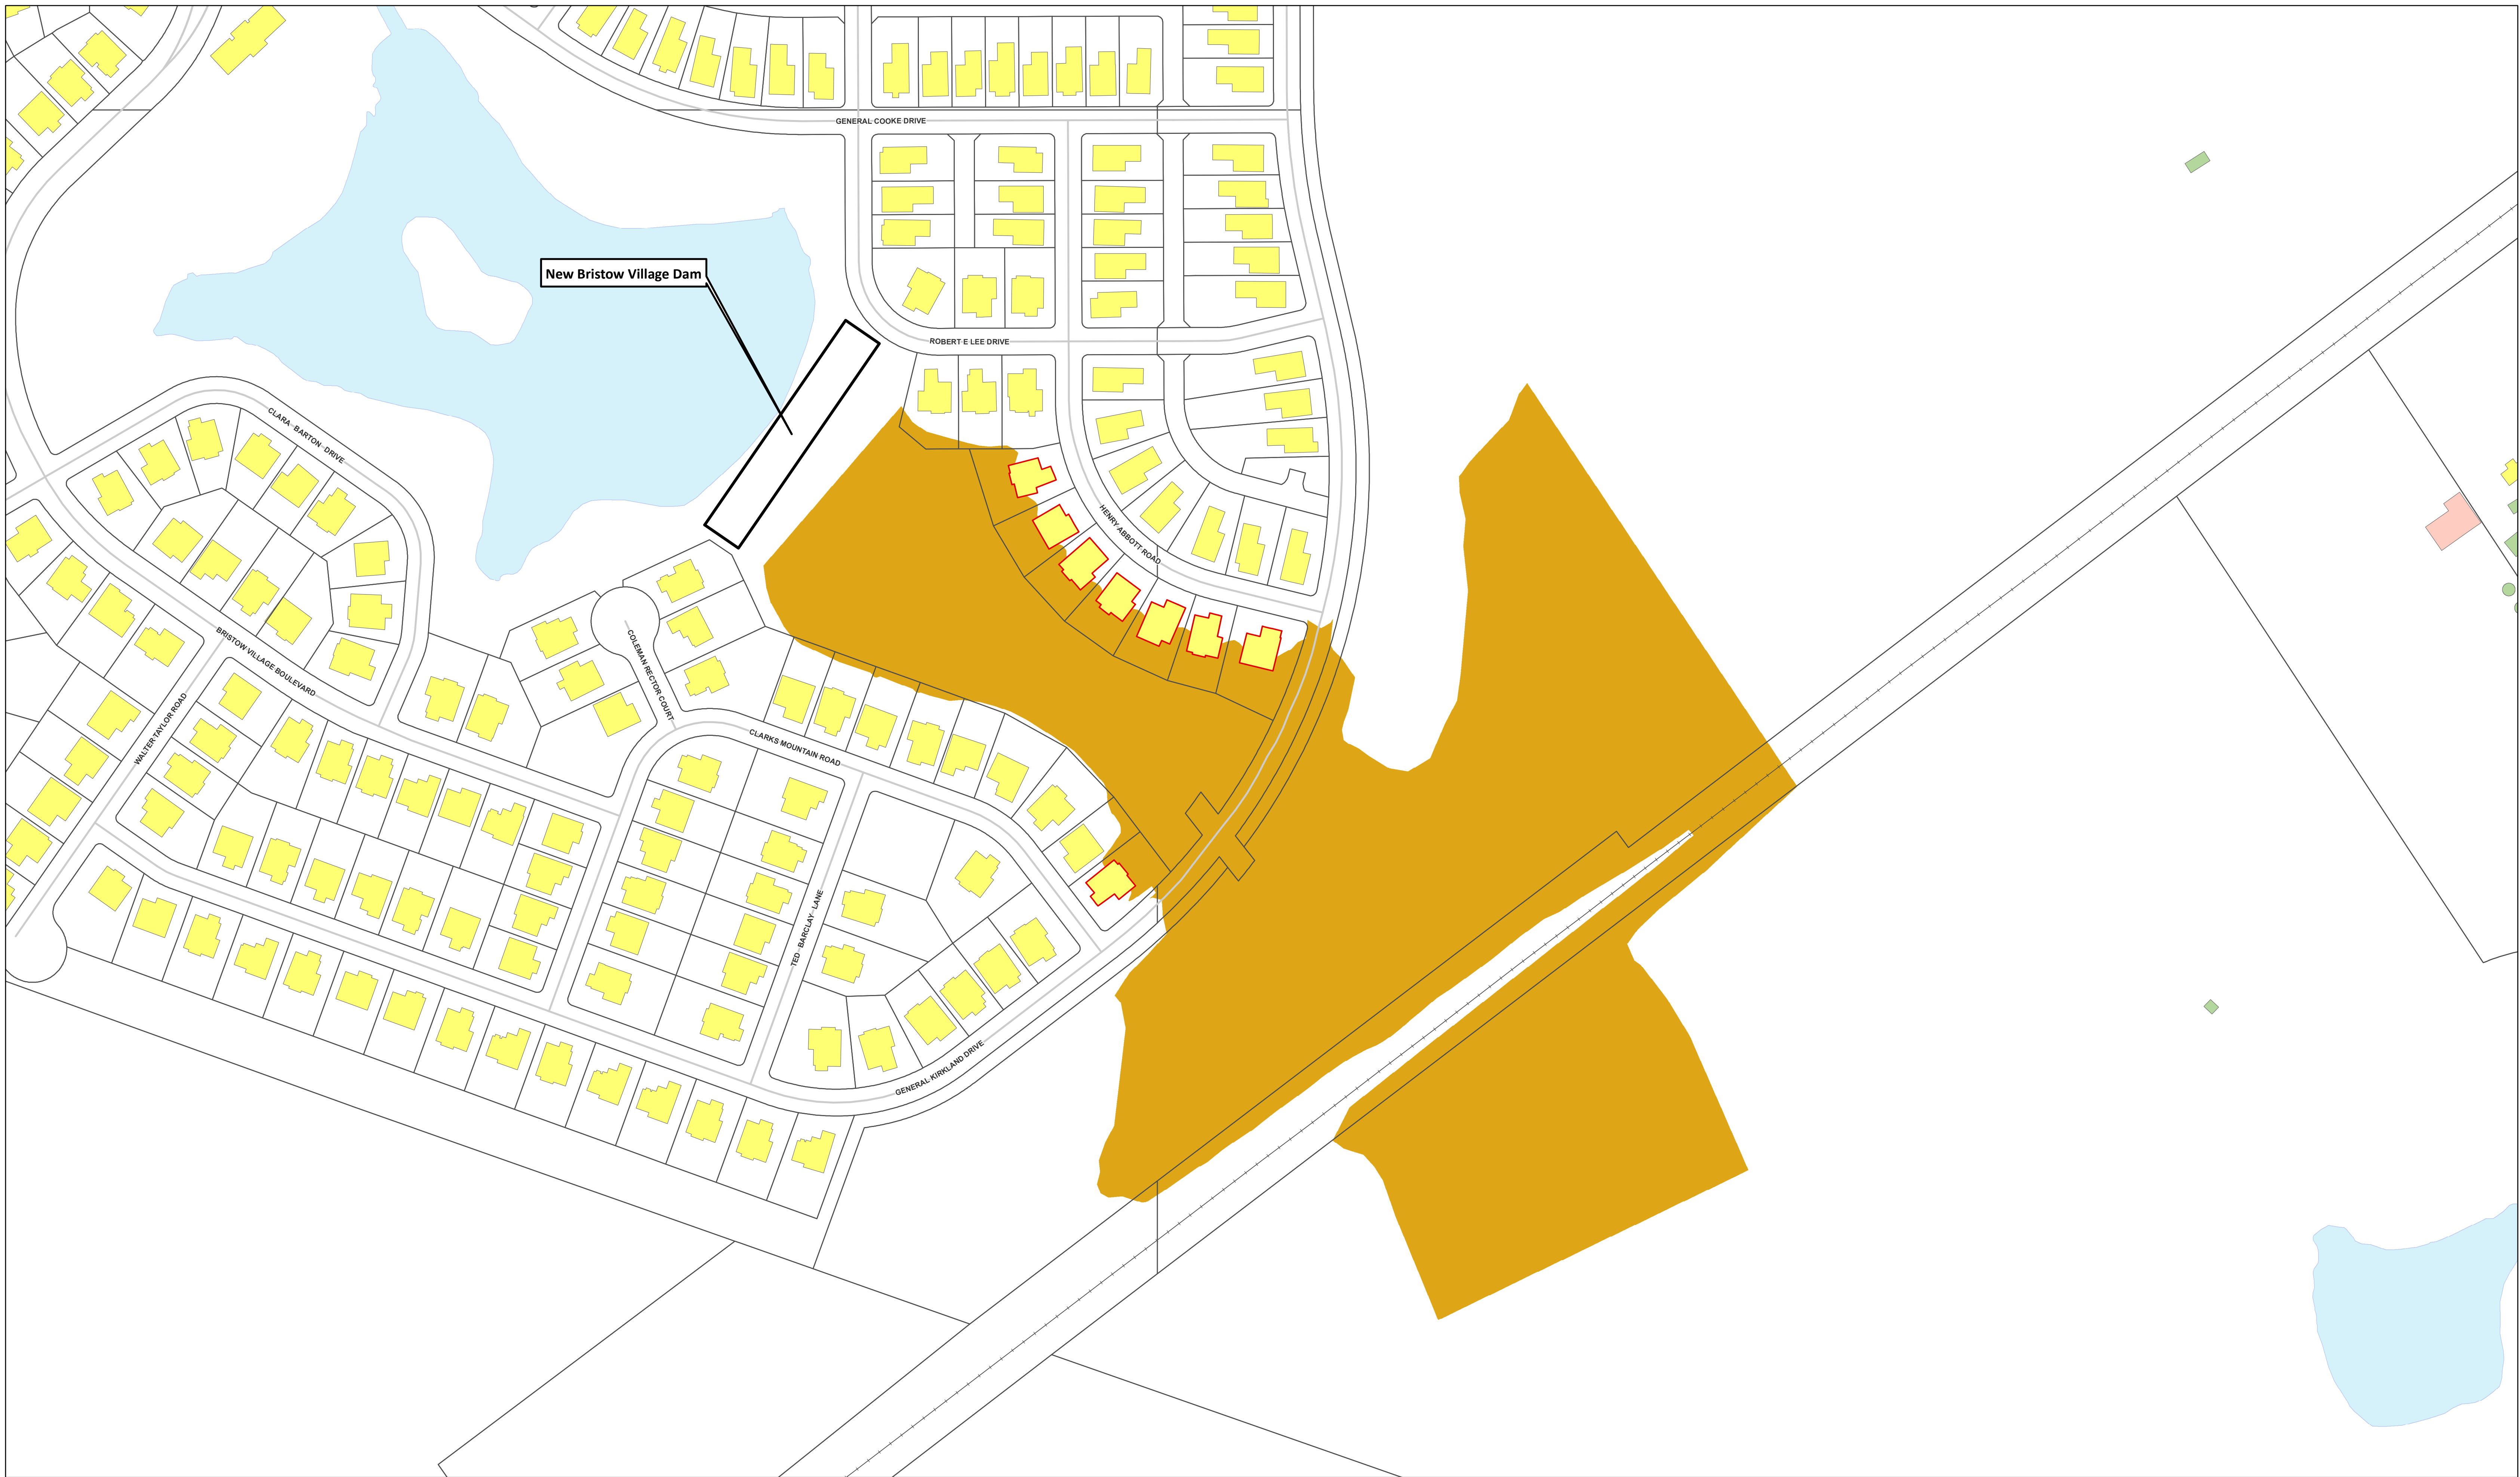 GENERAL COOKE DRIVE
New Bristow Village Dam
ROBERT E LEE DRIVE
CLARA BARTON DRIVE
HENRY ABBOTT ROAD
BRISTOW VILLAGE BOULEVARD
COLEMAN RECTOR COURT
WALTER TAYLOR ROAD
CLARKS MOUNTAIN ROAD
TED BARCLAY LANE
GENERAL KIRKLAND DRIVE